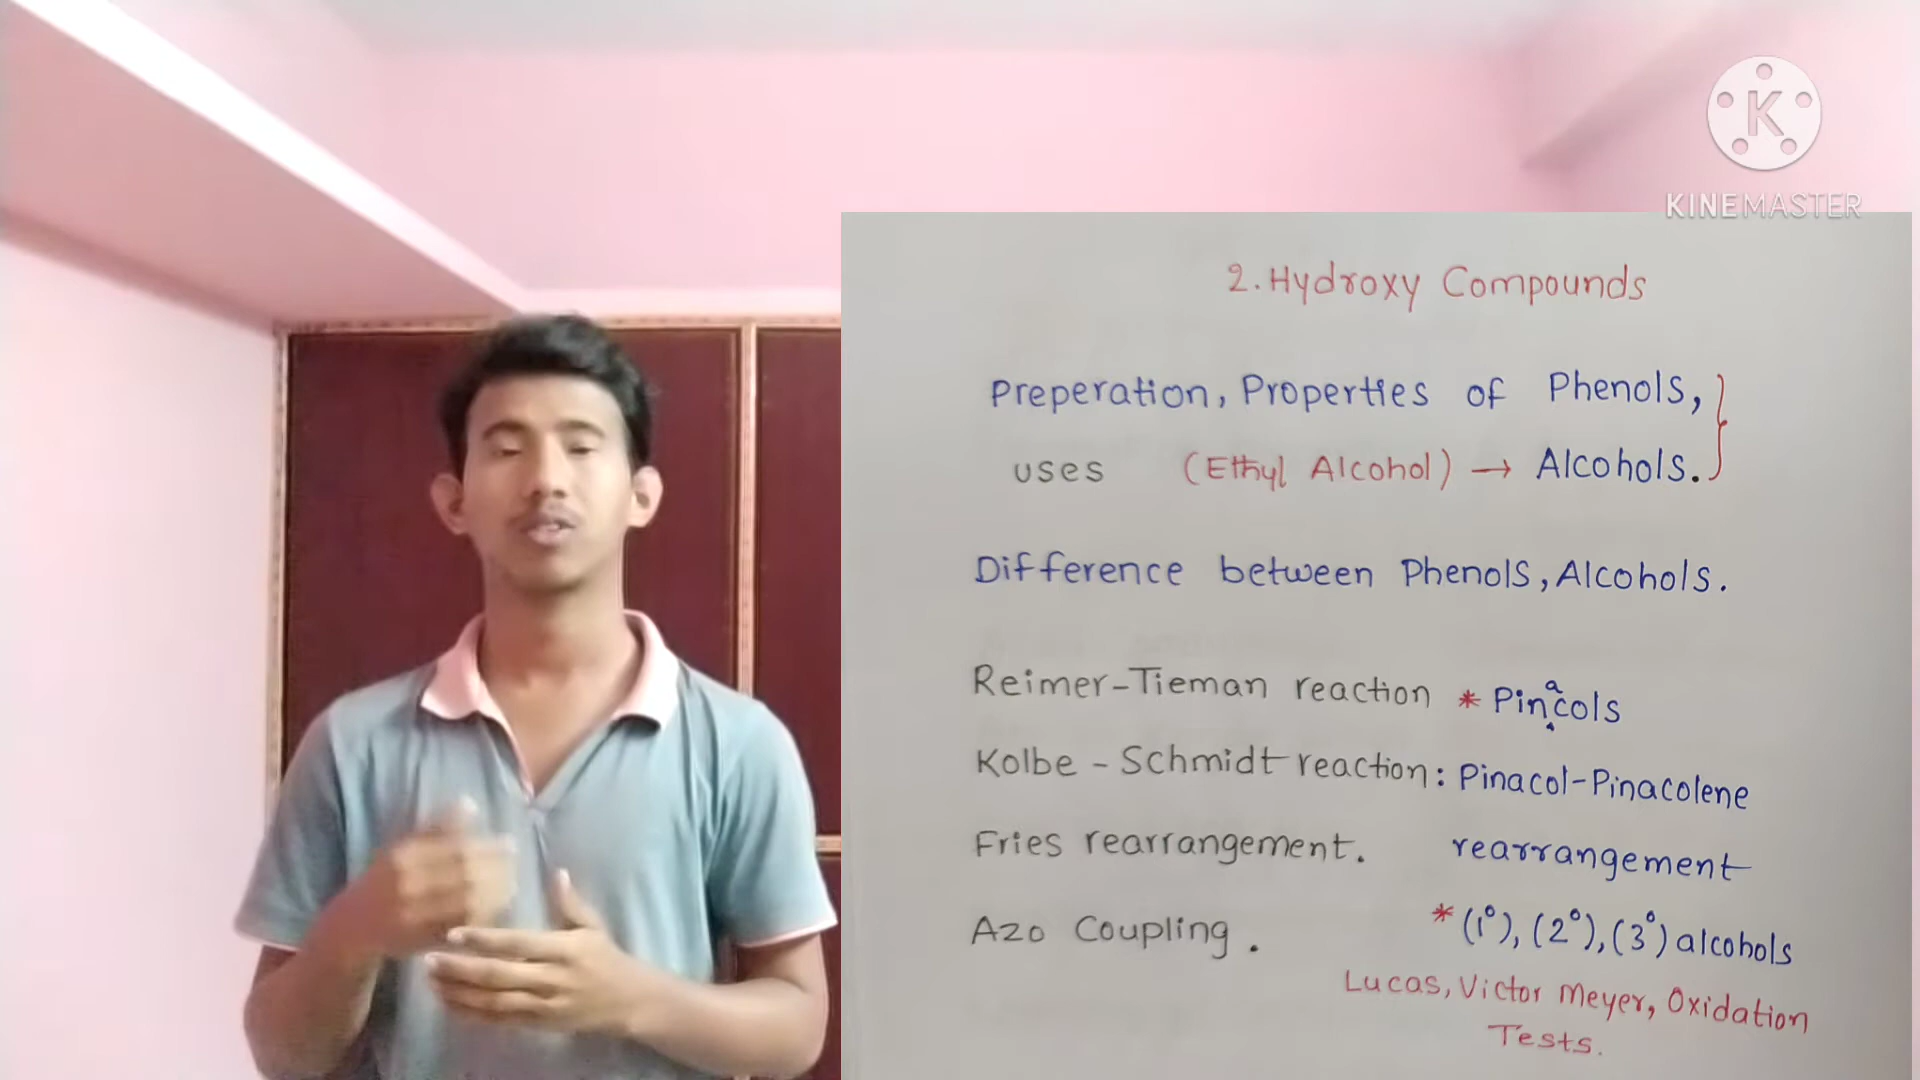 KINEMASTER
2. Hydroxy Compounds
Preperation, Properties of Phenols,
uses (Ethyl Alcohol) → Alcohols.
Difference between Phenols, Alcohols.
Reimer-Tieman reaction * Pinacols
Kolbe - Schmidt reaction: Pinacol-Pinacolene
Fries rearrangement. rearrangement
Azo Coupling. * (1°), (2°), (3°) alcohols
Lucas, Victor Meyer, Oxidation
Tests.